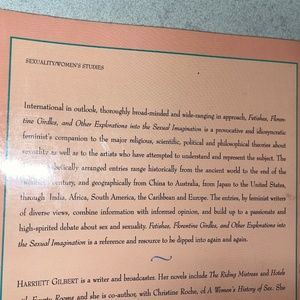 SEXUALITY/WOMEN'S STUDIES
International in outlook, thoroughly broad-minded and wide-ranging in approach, Fetishes, Floren-
tine Girdles, and Other Explorations into the Sexual Imagination is a provocative and idiosyncratic
feminist's companion to the major religious, scientific, political and philosophical theories about
sexuality as well as to the artists who have attempted to understand and represent the subject. The
betically arranged entries range historically from the ancient world to the end of the
century, and geographically from China to Australia, from Japan to the United States,
through India, Africa, South America, the Caribbean and Europe. The entries, by feminist writers
of diverse views, combine information with informed opinion, and build up to a passionate and
high-spirited debate about sex and sexuality. Fetishes, Florentine Girdles, and Other Explorations into
the Sexual Imagination is a reference and resource to be dipped into again and again.
HARRIETT GILBERT is a writer and broadcaster. Her novels include The Riding Mistress and Hotels
Empty Rooms and she is co-author, with Christine Roche, of A Women's History of Sex. She